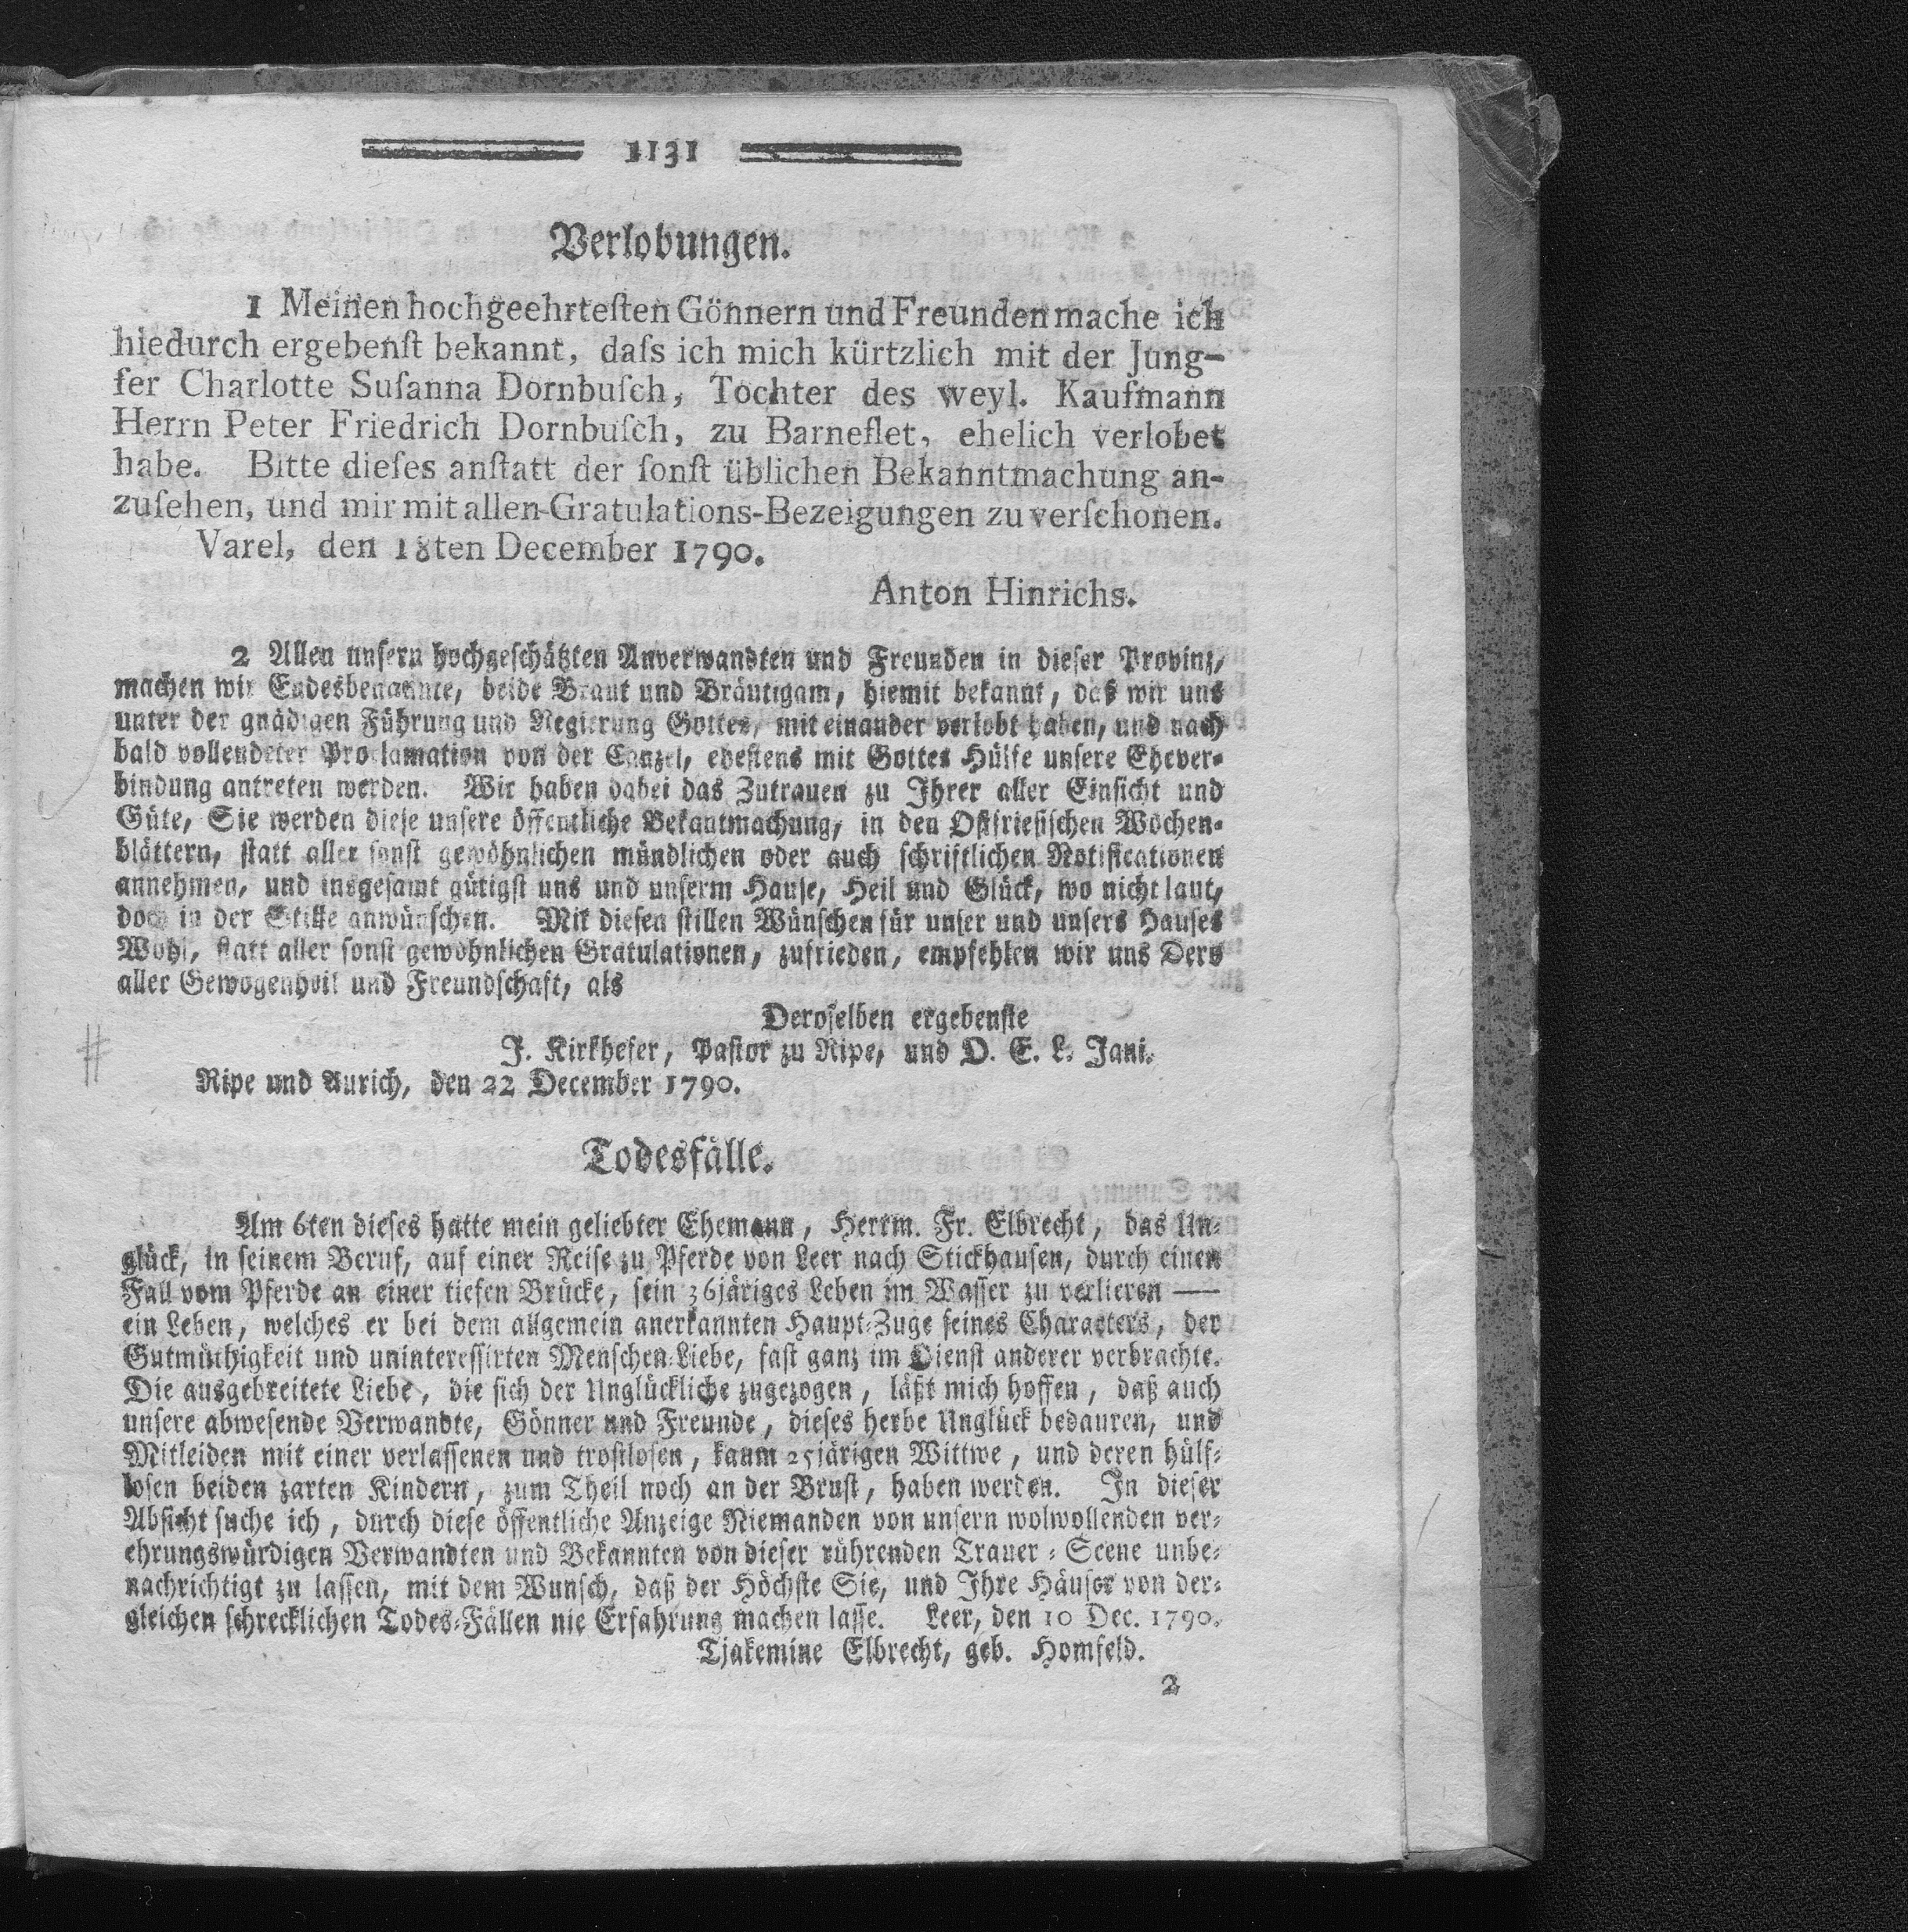 1131
Verlobungen.
1 Meinen hochgeehrteſten Gönnern und Freunden mache ich
hiedurch ergebenſt bekannt, daſs ich mich kürtzlich mit der Jung-
fer Charlotte Suſanna Dornbuſch, Tochter des weyl. Kaufmann
Herrn Peter Friedrich Dornbuſch, zu Barneflet, ehelich verlobet
habe. Bitte dieſes anſtatt der ſonſt üblichen Bekanntmachung an-
zuſehen, und mir mit allen Gratulations-Bezeigungen zu verſchonen.
Varel, den 18ten December 1790.
Anton Hinrichs.
2 Allen unſern hochgeſchätzten Anverwandten und Freunden in dieſer Provinz,
machen wir Endesbenannte, beide Braut und Bräutigam, hiemit bekannt, daß wir uns
unter der gnädigen Führung und Regierung Gottes, mit einander verlobt haben, und nach
bald vollendeter Proclamation von der Canzel, eheſtens mit Gottes Hülfe unſere Ehever-
bindung antreten werden. Wir haben dabei das Zutrauen zu Ihrer aller Einſicht und
Güte, Sie werden dieſe unſere öffentliche Bekantmachung, in den Oſtfrieſiſchen Wochen-
blättern, ſtatt aller ſonſt gewöhnlichen mündlichen oder auch ſchriftlichen Notificationen
annehmen, und insgeſamt gütigſt uns und unſerm Hauſe, Heil und Glück, wo nicht laut,
doch in der Stille anwünſchen. Mit dieſen ſtillen Wünſchen für unſer und unſers Hauſes
Wohl, ſtatt aller ſonſt gewöhnlichen Gratulationen, zufrieden, empfehlen wir uns Dero
aller Gewogenheit und Freundſchaft, als
Deroſelben ergebenſte
J. Kirkhefer, Paſtor zu Ripe, und D. E. L. Jani.
Ripe und Aurich, den 22 December 1790.
Todesfälle.
Am 6ten dieſes hatte mein geliebter Ehemann, Herrm. Fr. Elbrecht, das Un-
glück, in ſeinem Beruf, auf einer Reiſe zu Pferde von Leer nach Stickhauſen, durch einen
Fall vom Pferde an einer tiefen Brücke, ſein 36järiges Leben im Waſſer zu verlieren —
ein Leben, welches er bei dem allgemein anerkannten Haupt-Zuge ſeines Characters, der
Gutmüthigkeit und unintereſſirten Menſchen-Liebe, faſt ganz im Dienſt anderer verbrachte.
Die ausgebreitete Liebe, die ſich der Unglückliche zugezogen, läßt mich hoffen, daß auch
unſere abweſende Verwandte, Gönner und Freunde, dieſes herbe Unglück bedauren, und
Mitleiden mit einer verlaſſenen und troſtloſen, kaum 25järigen Wittwe, und deren hülf-
loſen beiden zarten Kindern, zum Theil noch an der Bruſt, haben werden. In dieſer
Abſicht ſuche ich, durch dieſe öffentliche Anzeige Niemanden von unſern wolwollenden ver-
ehrungswürdigen Verwandten und Bekannten von dieſer rührenden Trauer-Scene unbe-
nachrichtigt zu laſſen, mit dem Wunſch, daß der Höchſte Sie, und Ihre Häuſer von der-
gleichen ſchrecklichen Todes-Fällen nie Erfahrung machen laſſe. Leer, den 10 Dec. 1790.
Tjakemine Elbrecht, geb. Homfeld.
2